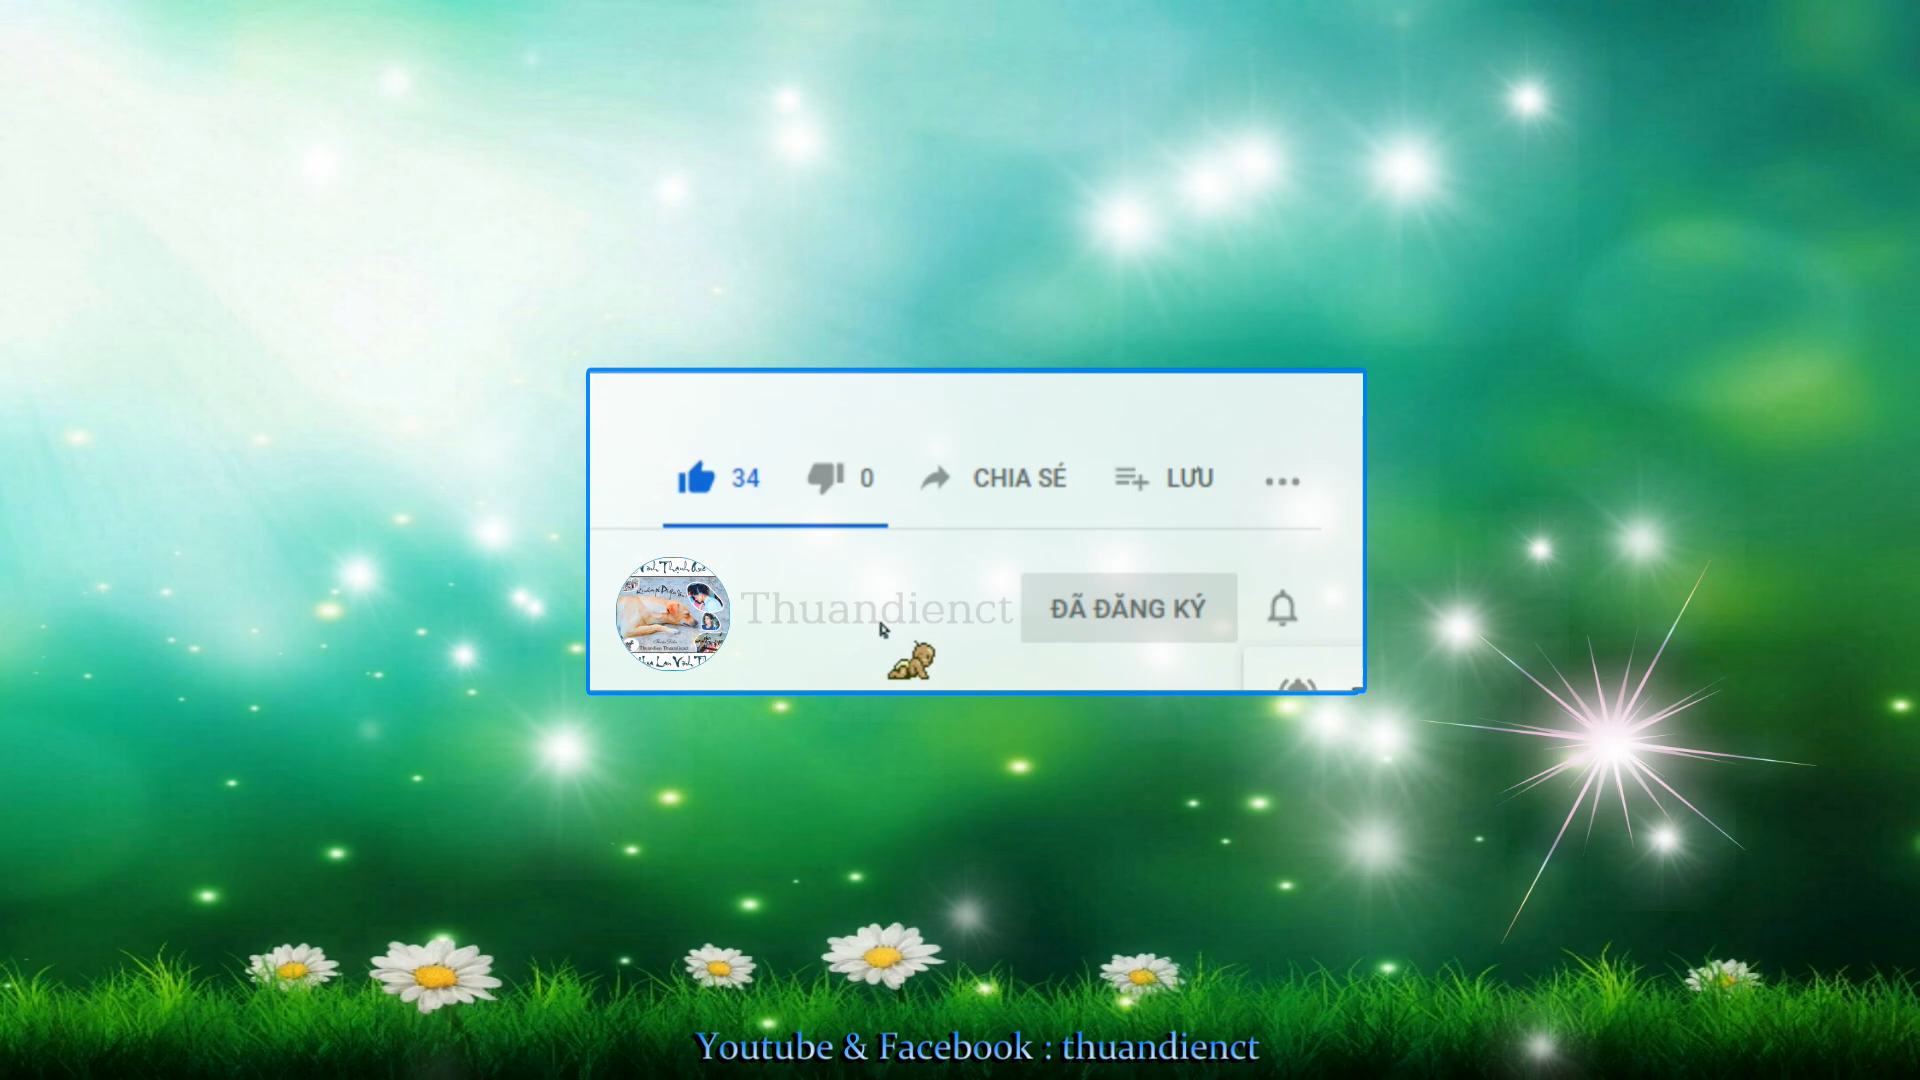 34 0 CHIA SẺ LƯU
Thuandienct ĐÃ ĐĂNG KÝ
Youtube & Facebook : thuandienct